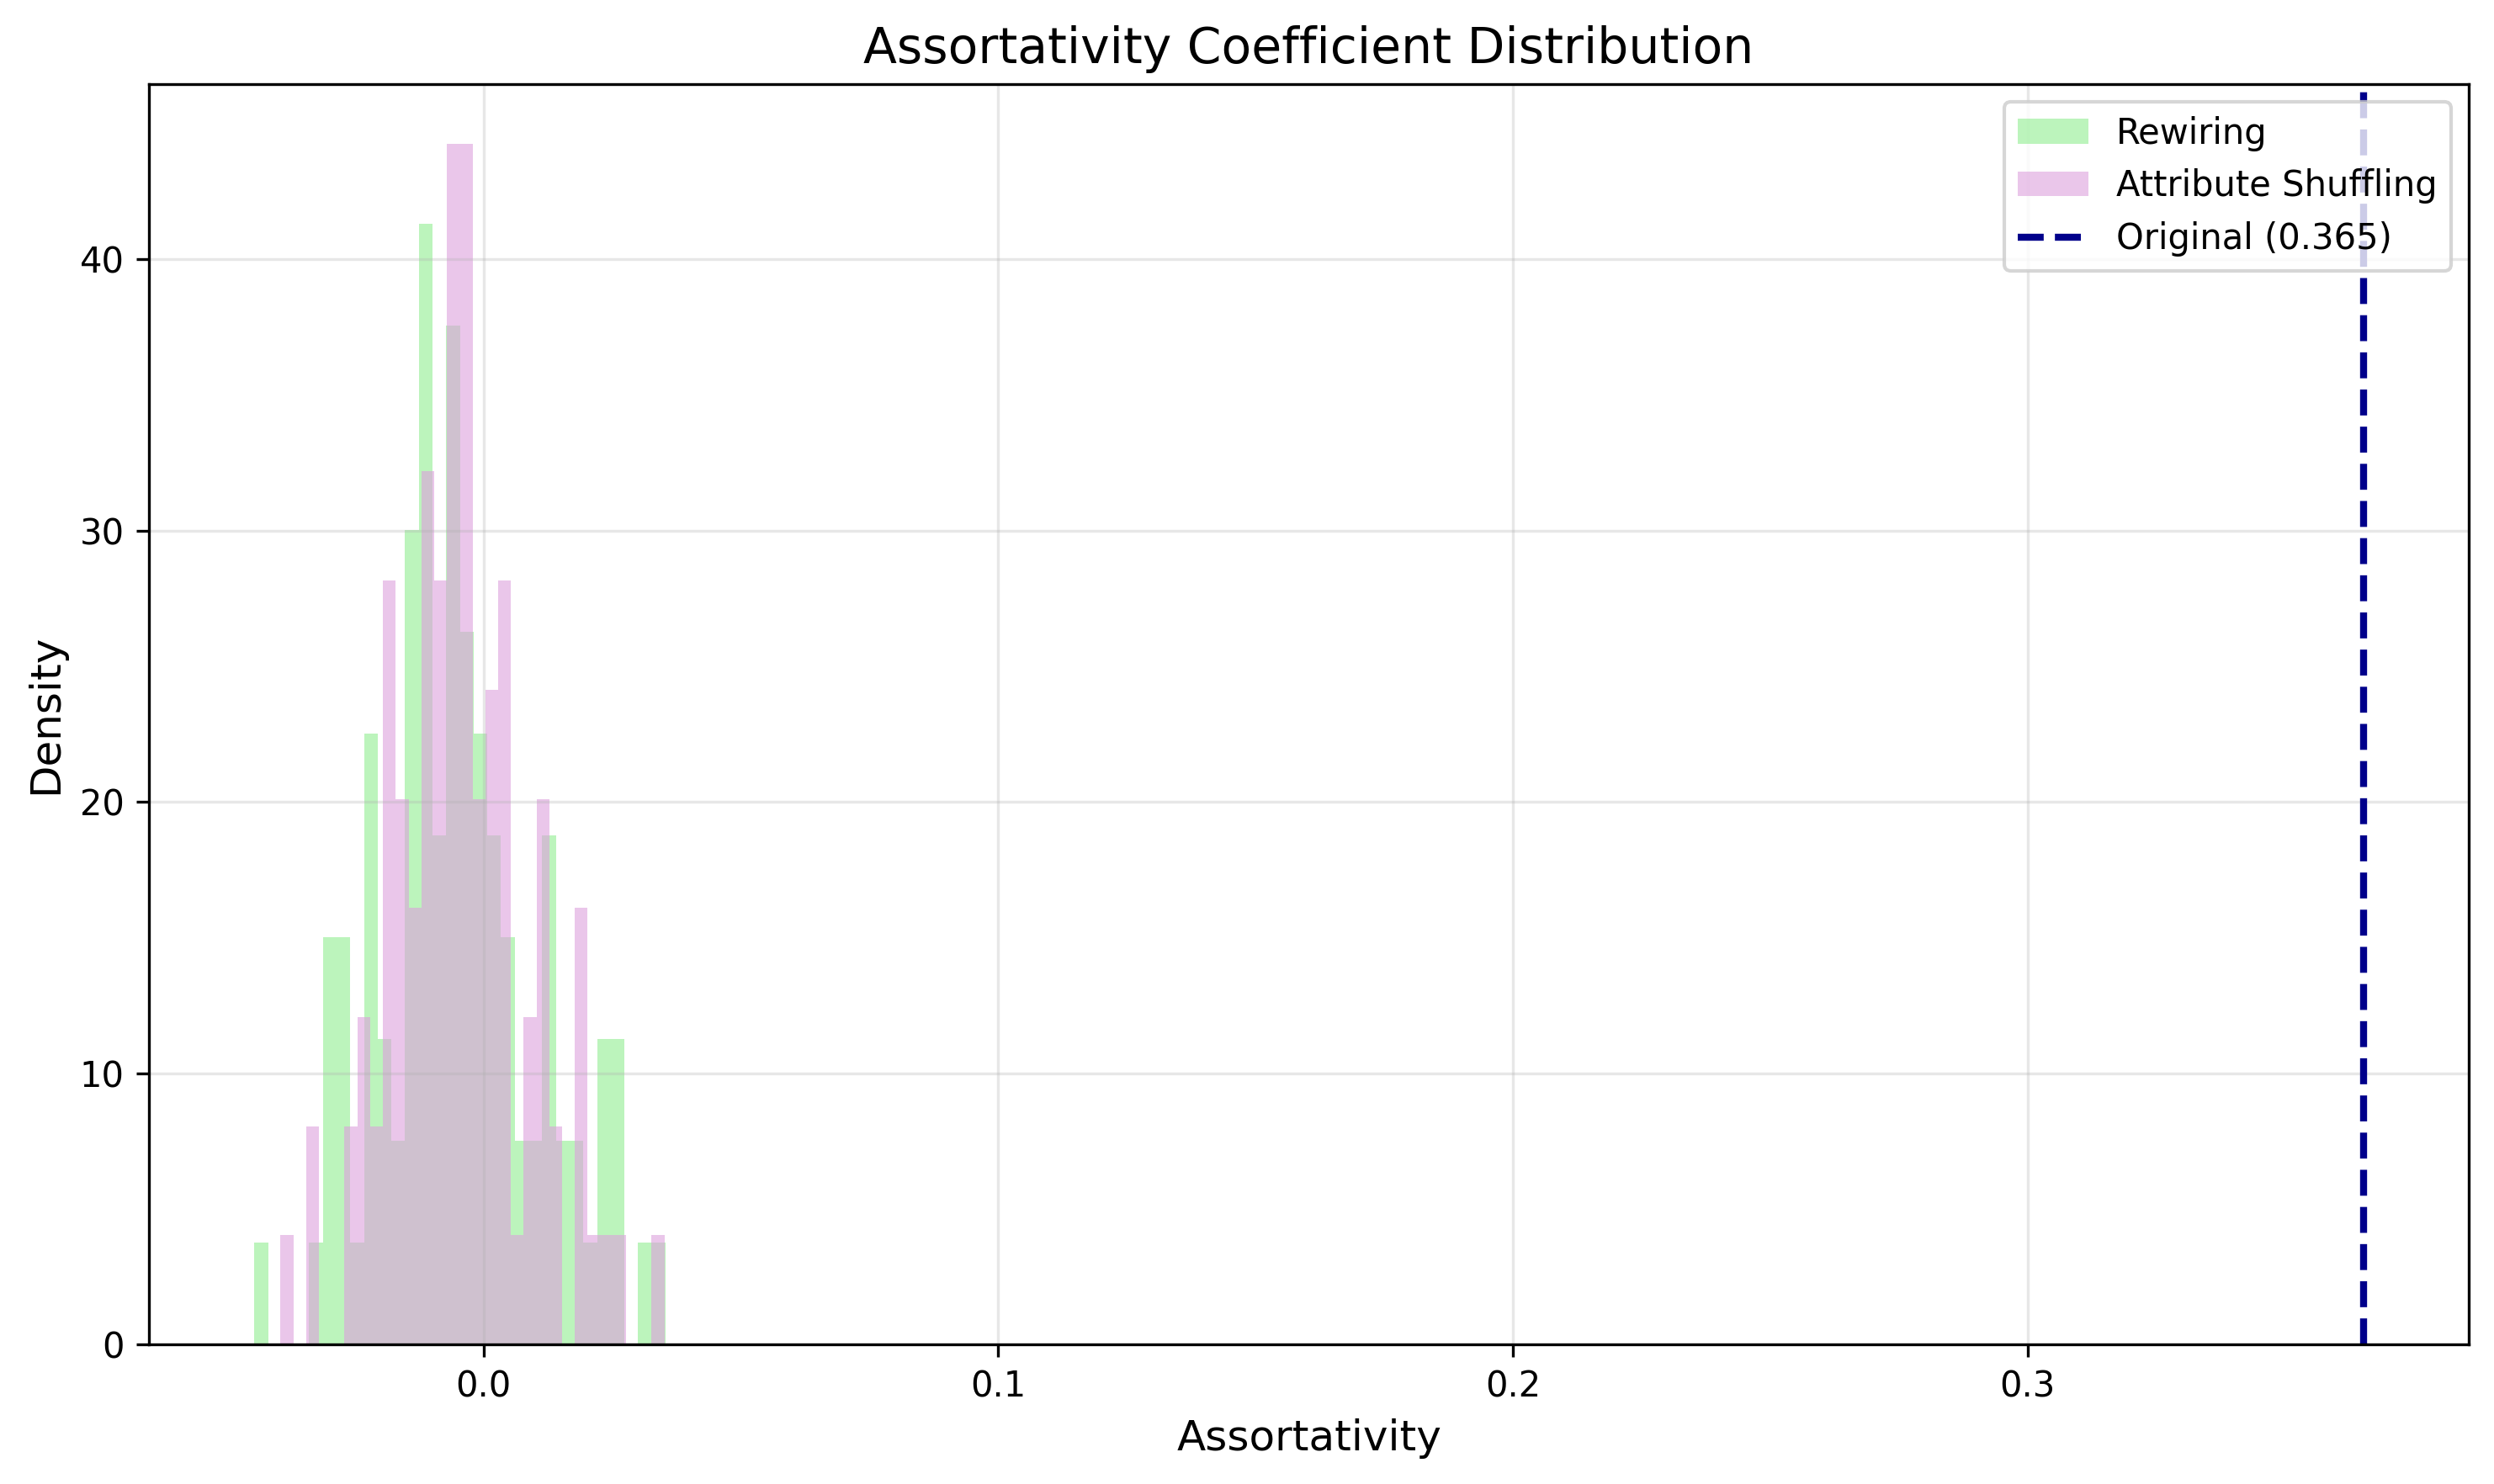 Assortativity Coefficient Distribution
Rewiring
Attribute Shuffling
Original (0.365)
Density
40
30
20
10
0
0.0 0.1 0.2 0.3
Assortativity